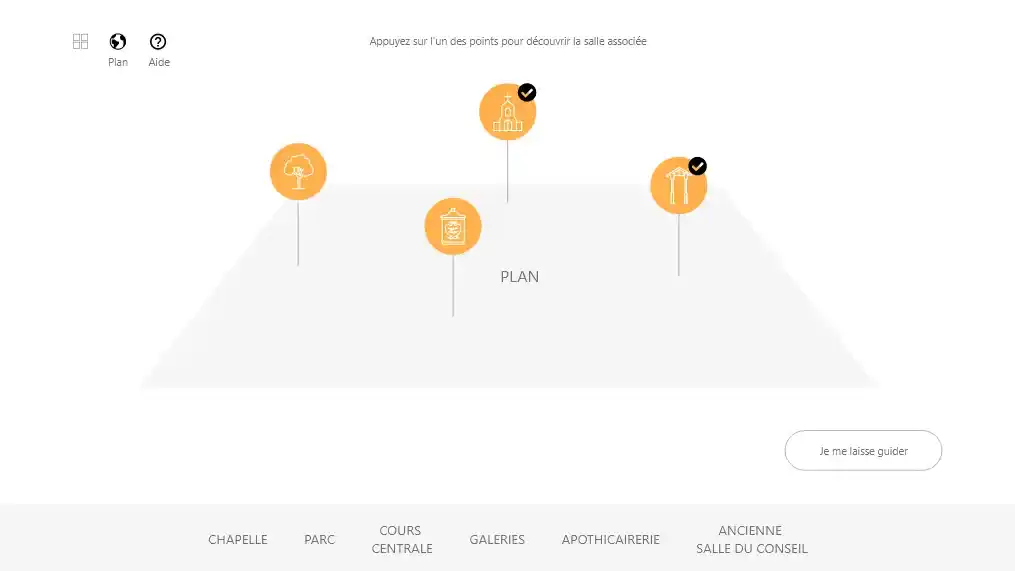 Appuyez sur l'un des points pour découvrir la salle associée
Plan
Aide
PLAN
Je me laisse guider
CHAPELLE
PARC
COURS
CENTRALE
GALERIES
APOTHICAIRERIE
ANCIENNE
SALLE DU CONSEIL